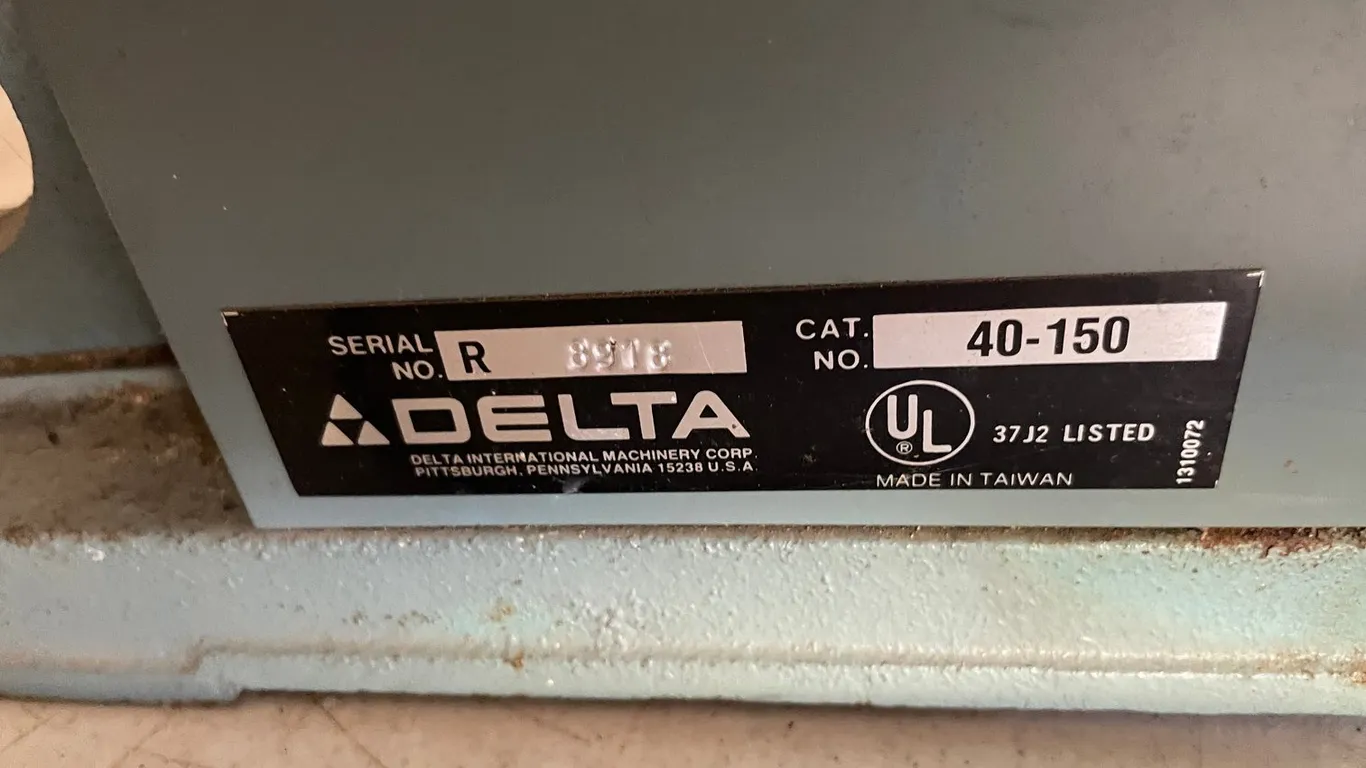 SERIAL NO. R 8918
CAT. NO. 40-150
DELTA
DELTA INTERNATIONAL MACHINERY CORP.
PITTSBURGH, PENNSYLVANIA 15238 U.S.A.
UL ® 37J2 LISTED
MADE IN TAIWAN
1310072